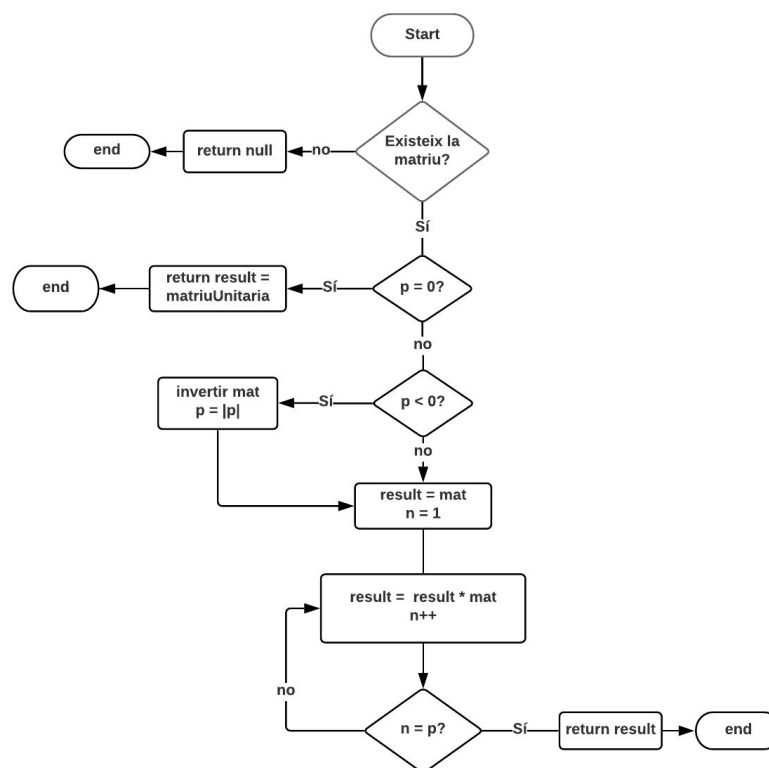 Start
Existeix la
matriu?
no
return null
end
Sí
p = 0?
Sí
return result =
matriuUnitaria
end
no
p < 0?
Sí
invertir mat
p = |p|
no
result = mat
n = 1
result =  result * mat
n++
no
n = p?
Sí
return result
end